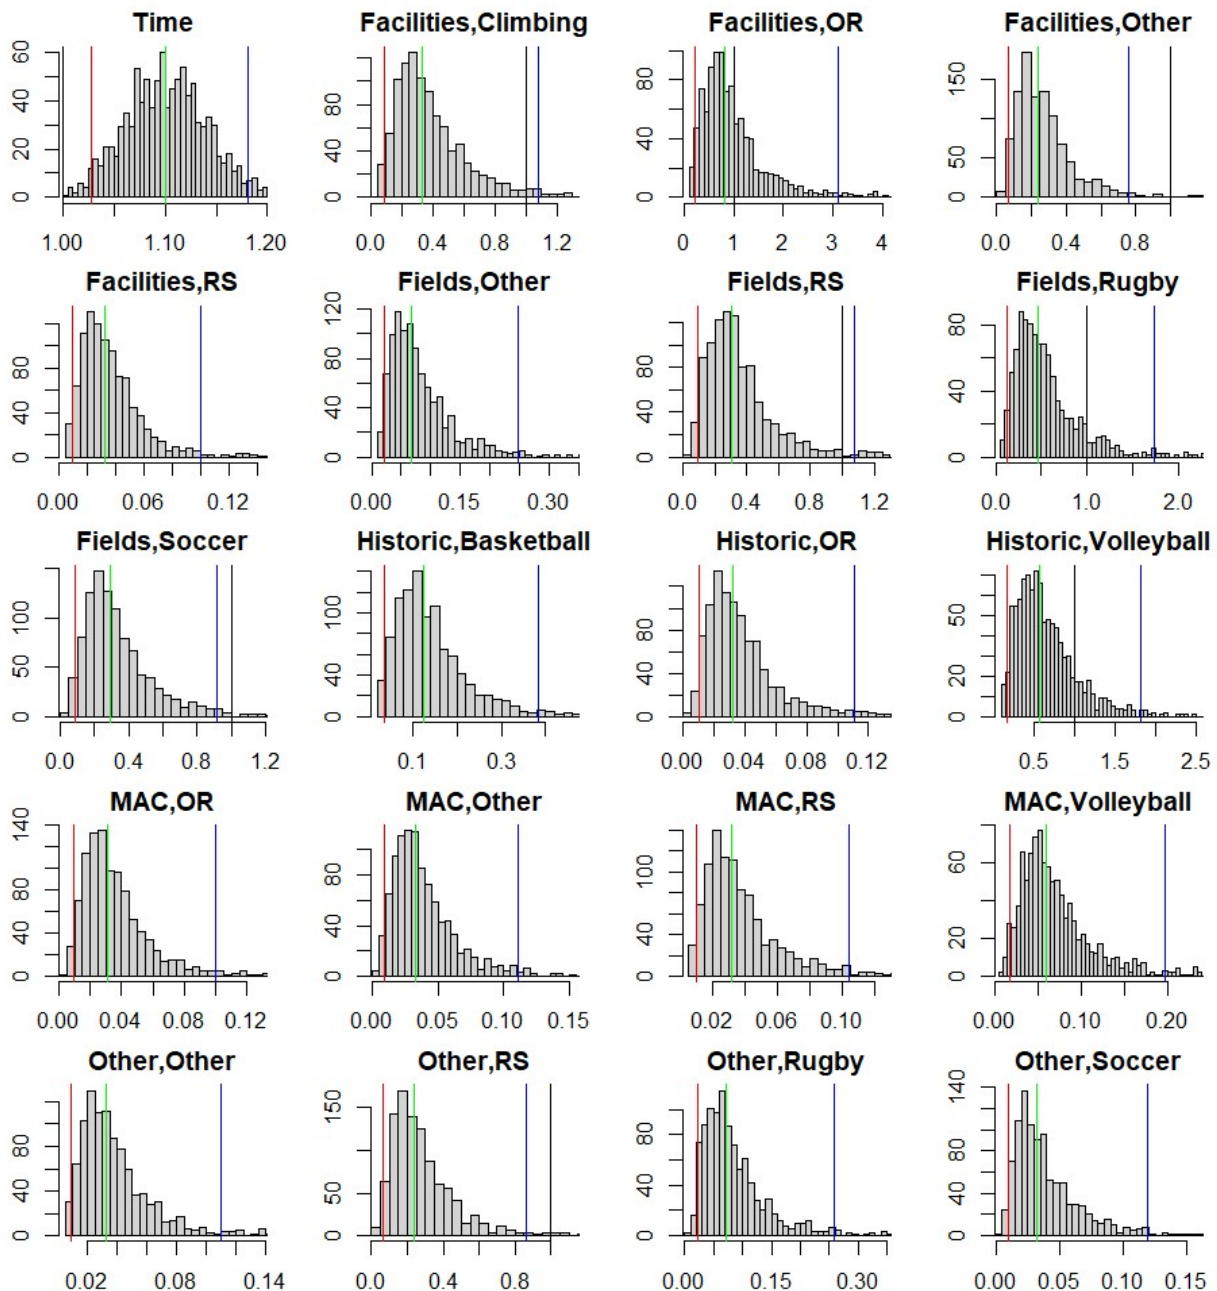 Time
0 20 40 60
1.00 1.10 1.20
Facilities,Climbing
0 40 80
0.0 0.4 0.8 1.2
Facilities,OR
0 40 80
0 1 2 3 4
Facilities,Other
0 50 150
0.0 0.4 0.8
Facilities,RS
0 40 80
0.00 0.06 0.12
Fields,Other
0 40 80 120
0.00 0.15 0.30
Fields,RS
0 40 80
0.0 0.4 0.8 1.2
Fields,Rugby
0 40 80
0.0 1.0 2.0
Fields,Soccer
0 50 100
0.0 0.4 0.8 1.2
Historic,Basketball
0 40 100
0.1 0.3
Historic,OR
0 40 80
0.00 0.04 0.08 0.12
Historic,Volleyball
0 20 50
0.5 1.5 2.5
MAC,OR
0 40 80 140
0.00 0.04 0.08 0.12
MAC,Other
0 40 80
0.00 0.05 0.10 0.15
MAC,RS
0 40 100
0.02 0.06 0.10
MAC,Volleyball
0 20 60
0.00 0.10 0.20
Other,Other
0 40 80
0.02 0.08 0.14
Other,RS
0 50 150
0.0 0.4 0.8
Other,Rugby
0 40 80
0.00 0.15 0.30
Other,Soccer
0 40 80 140
0.00 0.05 0.10 0.15